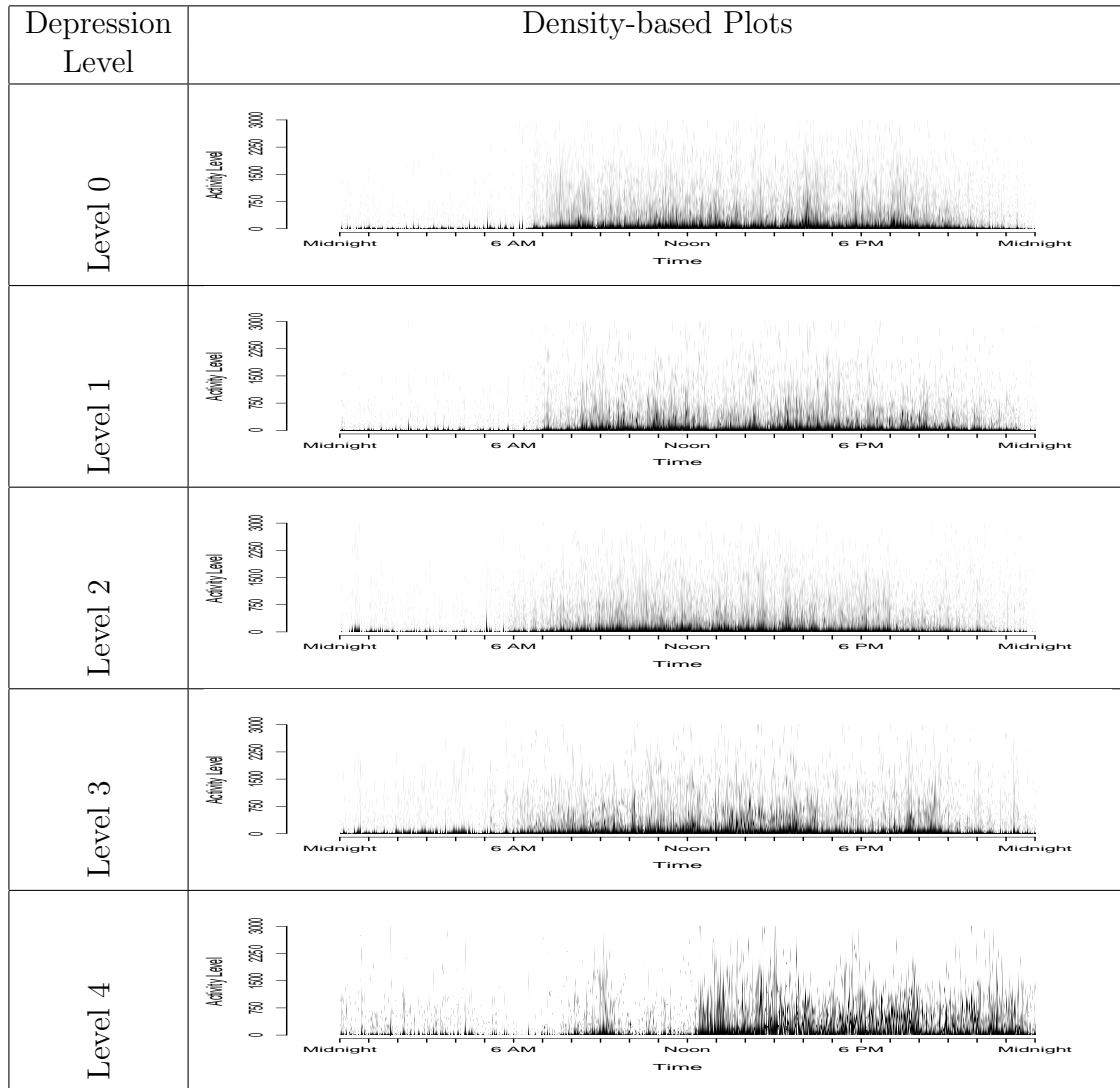 Depression Level
Density-based Plots
Level 0
Activity Level
0 750 1500 2250 3000
Midnight 6 AM Noon 6 PM Midnight
Time
Level 1
Activity Level
0 750 1500 2250 3000
Midnight 6 AM Noon 6 PM Midnight
Time
Level 2
Activity Level
0 750 1500 2250 3000
Midnight 6 AM Noon 6 PM Midnight
Time
Level 3
Activity Level
0 750 1500 2250 3000
Midnight 6 AM Noon 6 PM Midnight
Time
Level 4
Activity Level
0 750 1500 2250 3000
Midnight 6 AM Noon 6 PM Midnight
Time